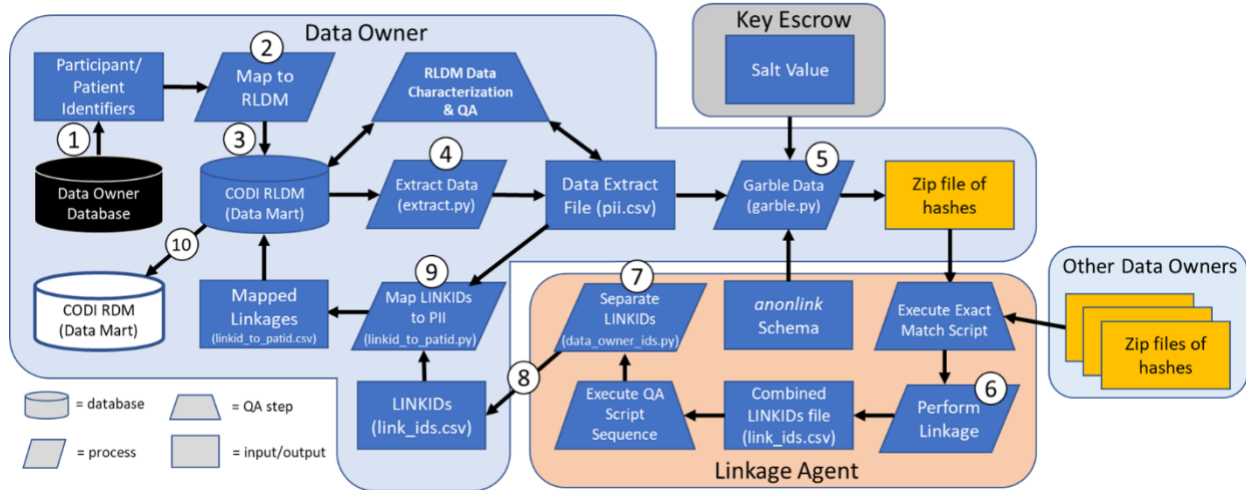 Data Owner
Key Escrow
Salt Value
Participant/
Patient
Identifiers
2
Map to
RLDM
RLDM Data
Characterization
& QA
1
3
4
5
Data Owner
Database
CODI RLDM
(Data Mart)
Extract Data
(extract.py)
Data Extract
File (pii.csv)
Garble Data
(garble.py)
Zip file of
hashes
10
CODI RDM
(Data Mart)
Mapped
Linkages
(linkid_to_patid.csv)
9
Map LINKIDs
to PII
(linkid_to_patid.py)
7
Separate
LINKIDs
(data_owner_ids.py)
anonlink
Schema
Execute Exact
Match Script
Other Data Owners
Zip files of
hashes
8
LINKIDs
(link_ids.csv)
Execute QA
Script
Sequence
Combined
LINKIDs file
(link_ids.csv)
6
Perform
Linkage
Linkage Agent
= database
= QA step
= process
= input/output